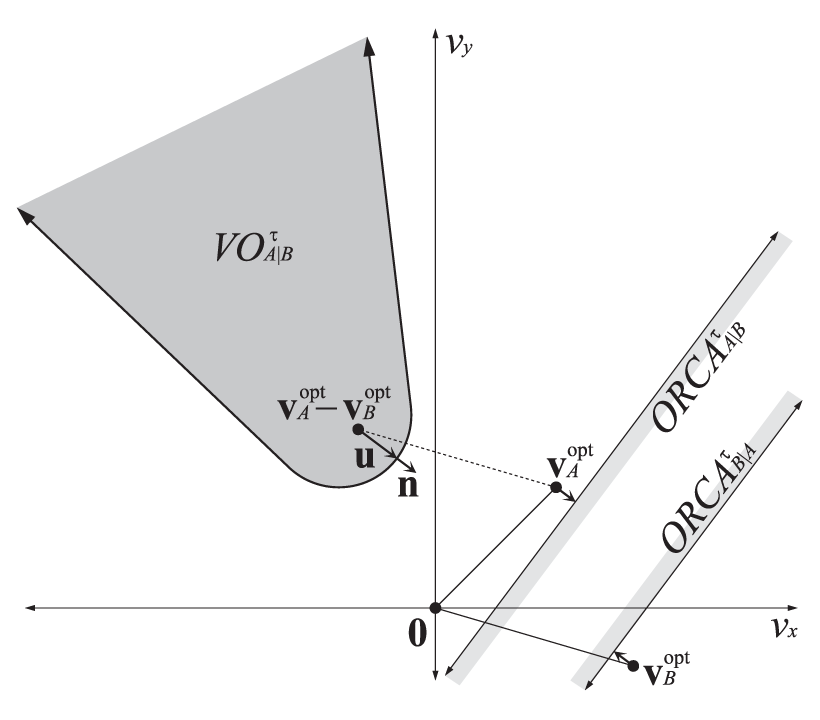 v_y
VO^τ_{A|B}
v_A^opt − v_B^opt
u
n
v_A^opt
ORCA^τ_{A|B}
ORCA^τ_{B|A}
0
v_x
v_B^opt